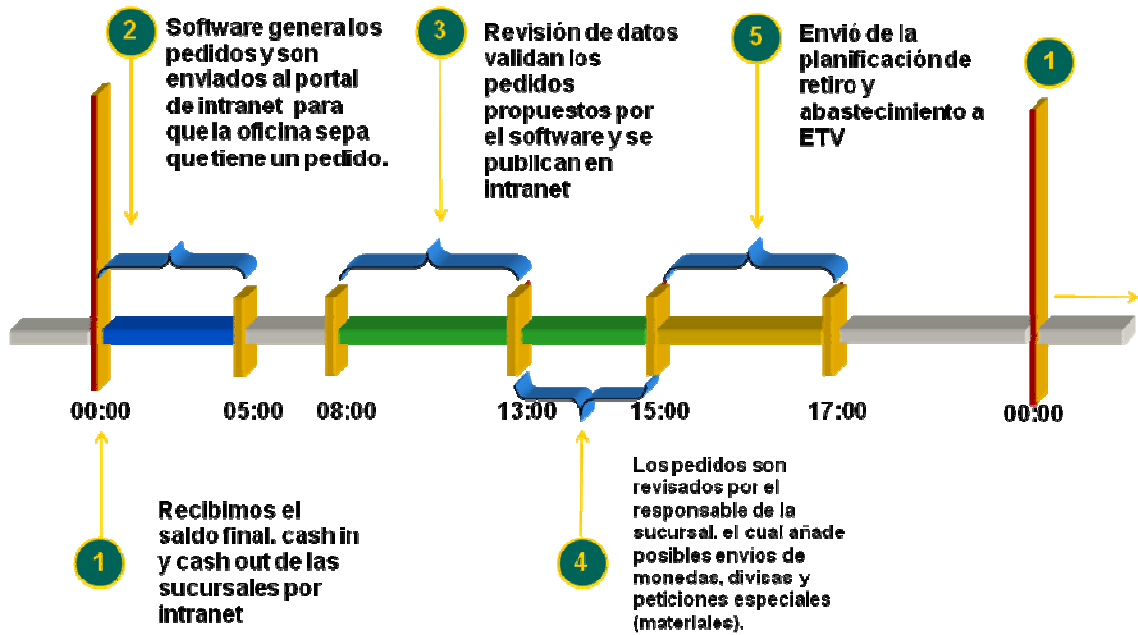 2
Software general los
pedidos y son
enviados al portal
de intranet para
que la oficina sepa
que tiene un pedido.
3
Revisión de datos
validan los
pedidos
propuestos por
el software y se
publican en
intranet
5
Envió de la
planificación de
retiro y
abastecimiento a
ETV
1
00:00
05:00
08:00
13:00
15:00
17:00
00:00
1
Recibimos el
saldo final. cash in
y cash out de las
sucursales por
intranet
4
Los pedidos son
revisados por el
responsable de la
sucursal. el cual añade
posibles envios de
monedas, divisas y
peticiones especiales
(materiales).